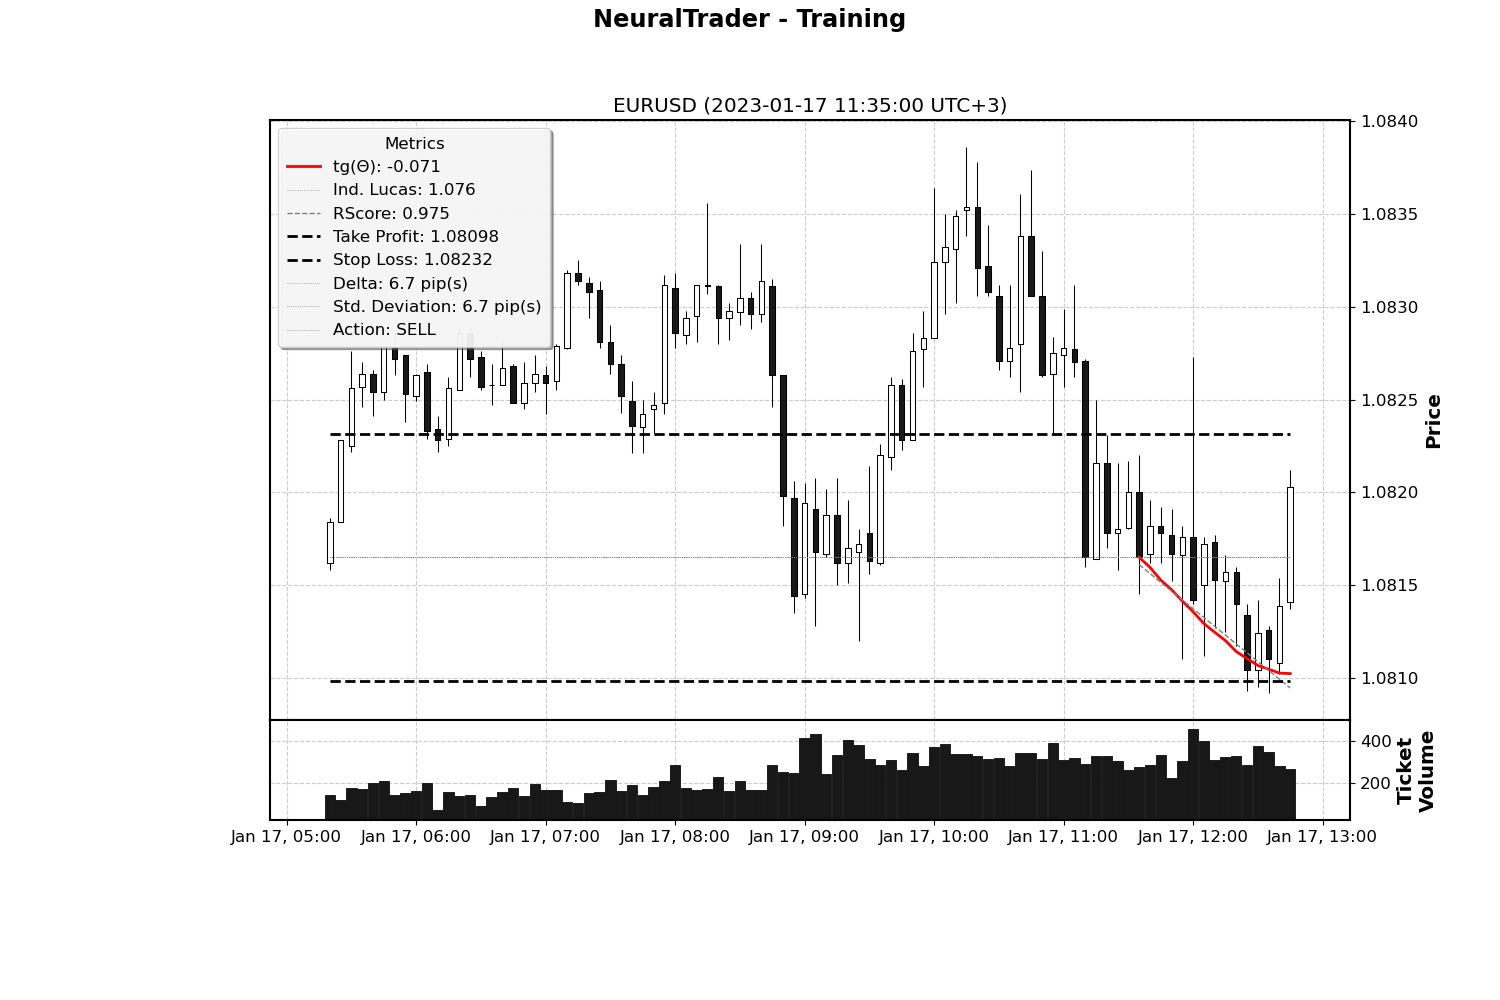 NeuralTrader - Training
EURUSD (2023-01-17 11:35:00 UTC+3)
Metrics
tg(Θ): -0.071
Ind. Lucas: 1.076
RScore: 0.975
Take Profit: 1.08098
Stop Loss: 1.08232
Delta: 6.7 pip(s)
Std. Deviation: 6.7 pip(s)
Action: SELL
1.0840
1.0835
1.0830
1.0825
1.0820
1.0815
1.0810
Price
400
200
Ticket
Volume
Jan 17, 05:00
Jan 17, 06:00
Jan 17, 07:00
Jan 17, 08:00
Jan 17, 09:00
Jan 17, 10:00
Jan 17, 11:00
Jan 17, 12:00
Jan 17, 13:00